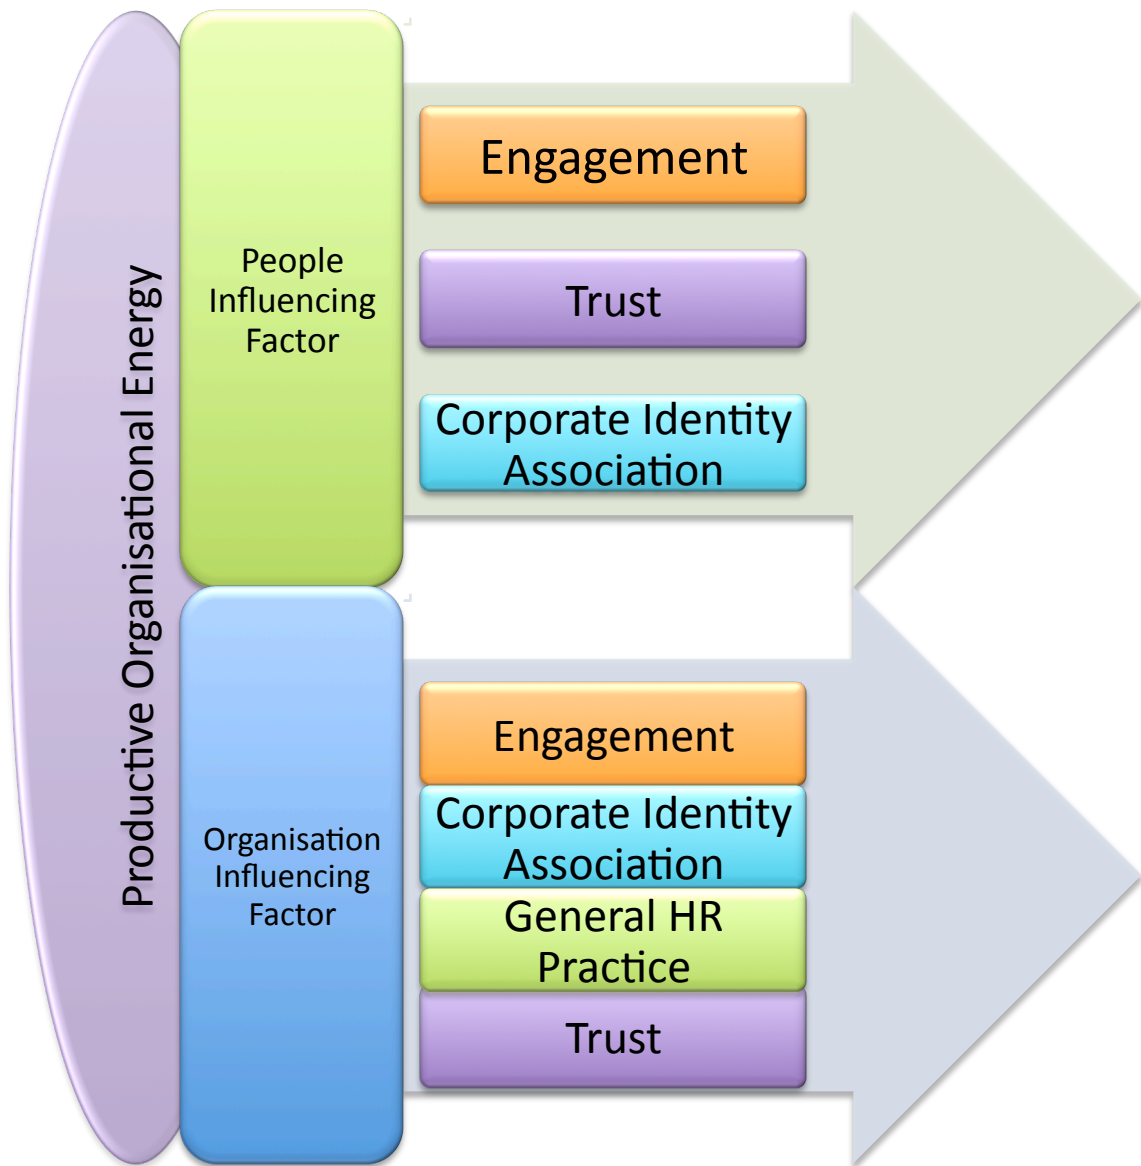 Productive Organisational Energy
People
Influencing
Factor
Engagement
Trust
Corporate Identity
Association
Organisation
Influencing
Factor
Engagement
Corporate Identity
Association
General HR
Practice
Trust